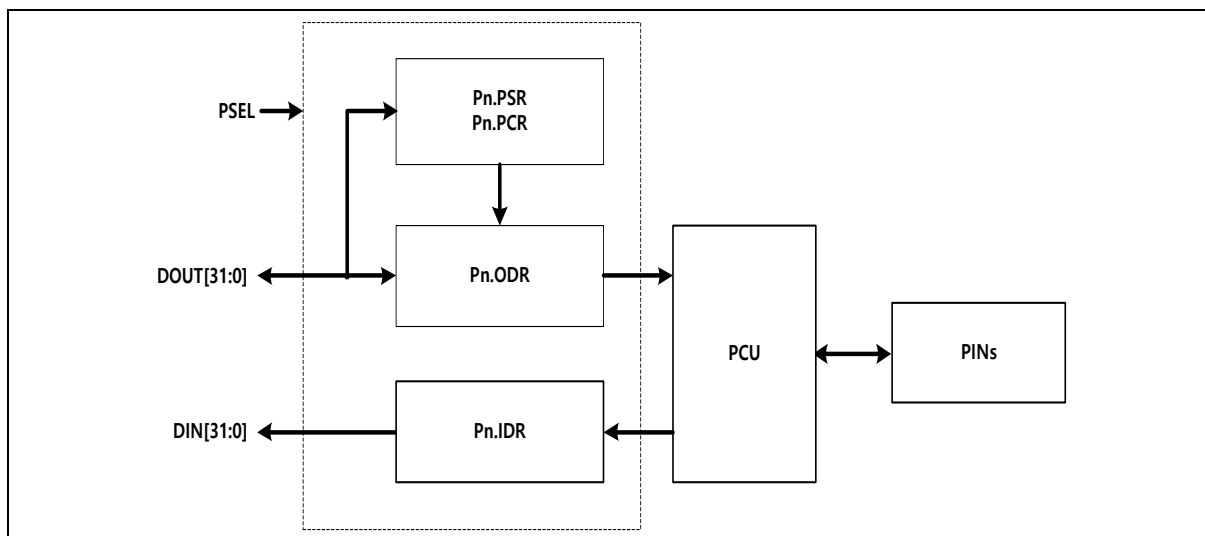 PSEL
Pn.PSR
Pn.PCR
DOUT[31:0]
Pn.ODR
PCU
PINs
DIN[31:0]
Pn.IDR